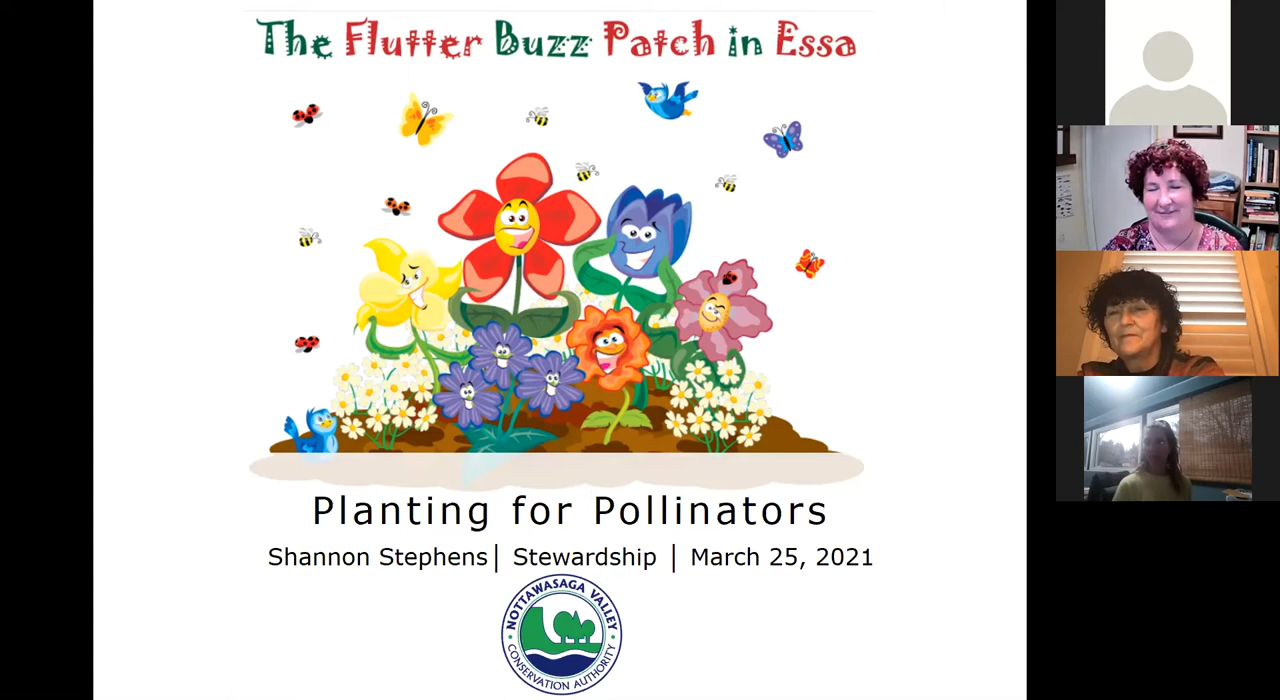 The Flutter Buzz Patch in Essa
Planting for Pollinators
Shannon Stephens| Stewardship | March 25, 2021
NOTTAWASAGA VALLEY
CONSERVATION AUTHORITY